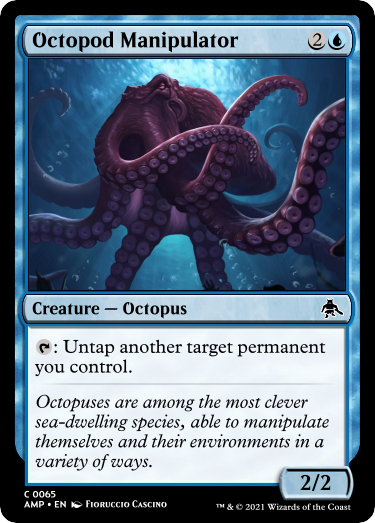 Octopod Manipulator 2
Creature — Octopus
: Untap another target permanent
you control.
Octopuses are among the most clever
sea-dwelling species, able to manipulate
themselves and their environments in a
variety of ways.
2/2
C 0065
AMP • EN Fioruccio Cascino
™ & © 2021 Wizards of the Coast